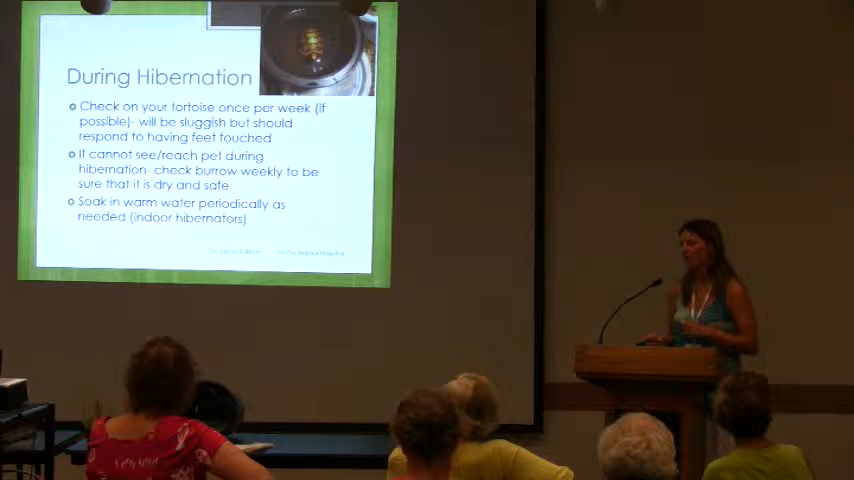 During Hibernation
Check on your tortoise once per week (if
possible)- will be sluggish but should
respond to having feet touched
If cannot see/reach pet during
hibernation- check burrow weekly to be
sure that it is dry and safe
Soak in warm water periodically as
needed (indoor hibernators)